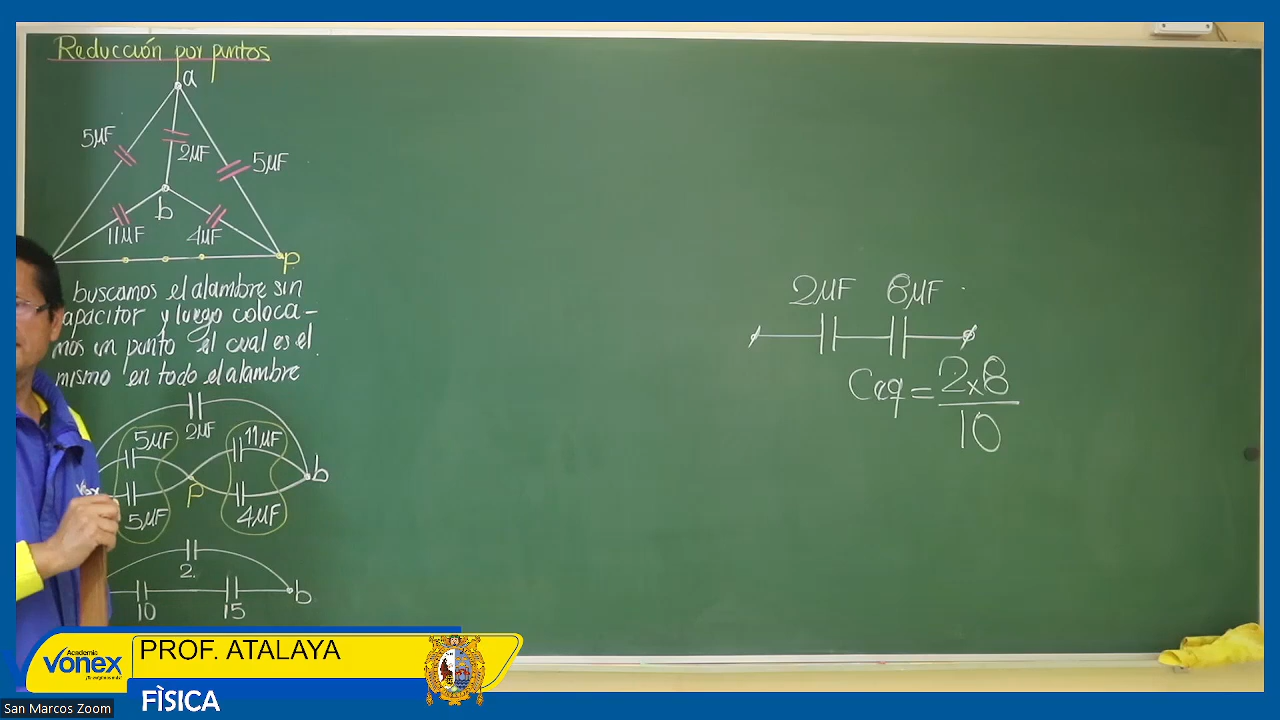 Reducción por puntos
a
5μF
2μF
5μF
b
11μF
4μF
P
buscamos el alambre sin
apacitor y luego coloca-
mos un punto el cual es el
mismo en todo el alambre
2μF
5μF
11μF
b
P
5μF
4μF
2
b
10
15
2μF
8μF
Ceq = 2x8
10
Academia
vonex
PROF. ATALAYA
FÌSICA
San Marcos Zoom